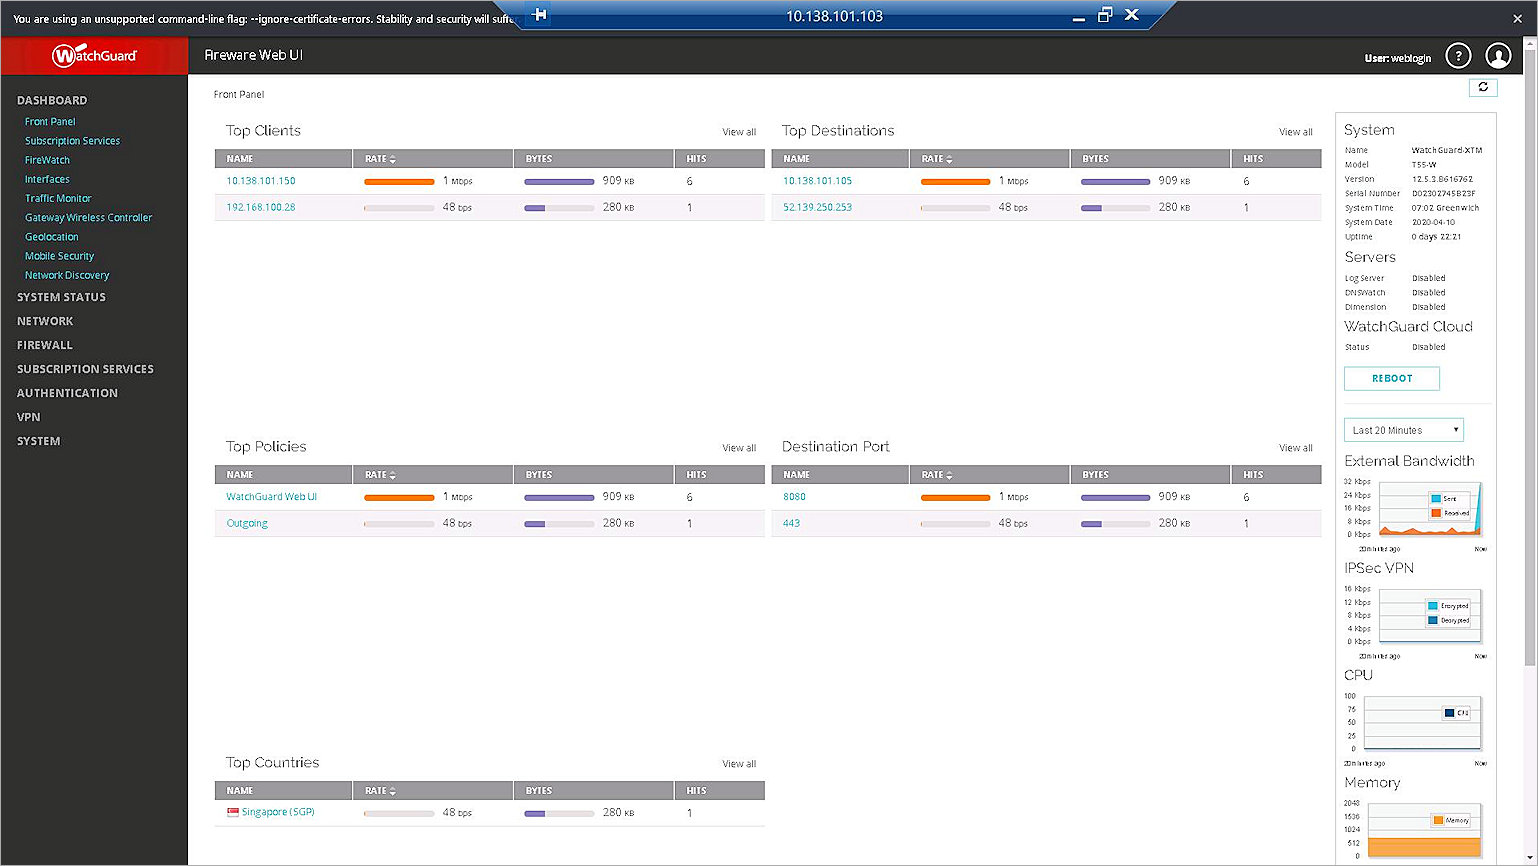 You are using an unsupported command-line flag: --ignore-certificate-errors. Stability and security will suffer.
10.138.101.103
WatchGuard
Fireware Web UI
User: weblogin
?
DASHBOARD
Front Panel
Subscription Services
FireWatch
Interfaces
Traffic Monitor
Gateway Wireless Controller
Geolocation
Mobile Security
Network Discovery
SYSTEM STATUS
NETWORK
FIREWALL
SUBSCRIPTION SERVICES
AUTHENTICATION
VPN
SYSTEM
Front Panel
Top Clients View all
NAME RATE BYTES HITS
10.138.101.150 1 Mbps 909 KB 6
192.168.100.28 48 bps 280 KB 1
Top Destinations View all
NAME RATE BYTES HITS
10.138.101.105 1 Mbps 909 KB 6
52.139.250.253 48 bps 280 KB 1
Top Policies View all
NAME RATE BYTES HITS
WatchGuard Web UI 1 Mbps 909 KB 6
Outgoing 48 bps 280 KB 1
Destination Port View all
NAME RATE BYTES HITS
8080 1 Mbps 909 KB 6
443 48 bps 280 KB 1
Top Countries View all
NAME RATE BYTES HITS
Singapore (SGP) 48 bps 280 KB 1
System
Name WatchGuard-XTM
Model T55-W
Version 12.5.3.B616762
Serial Number D02302745B23F
System Time 07:02 Greenwich
System Date 2020-04-10
Uptime 0 days 22:21
Servers
Log Server Disabled
DNSWatch Disabled
Dimension Disabled
WatchGuard Cloud
Status Disabled
REBOOT
Last 20 Minutes
External Bandwidth
32 Kbps
24 Kbps
16 Kbps
8 Kbps
0 Kbps
Sent
Received
20 minutes ago Now
IPSec VPN
16 Kbps
12 Kbps
8 Kbps
4 Kbps
0 Kbps
Encrypted
Decrypted
20 minutes ago Now
CPU
100
75
50
25
0
CPU
20 minutes ago Now
Memory
2048
1536
1024
512
0
Memory